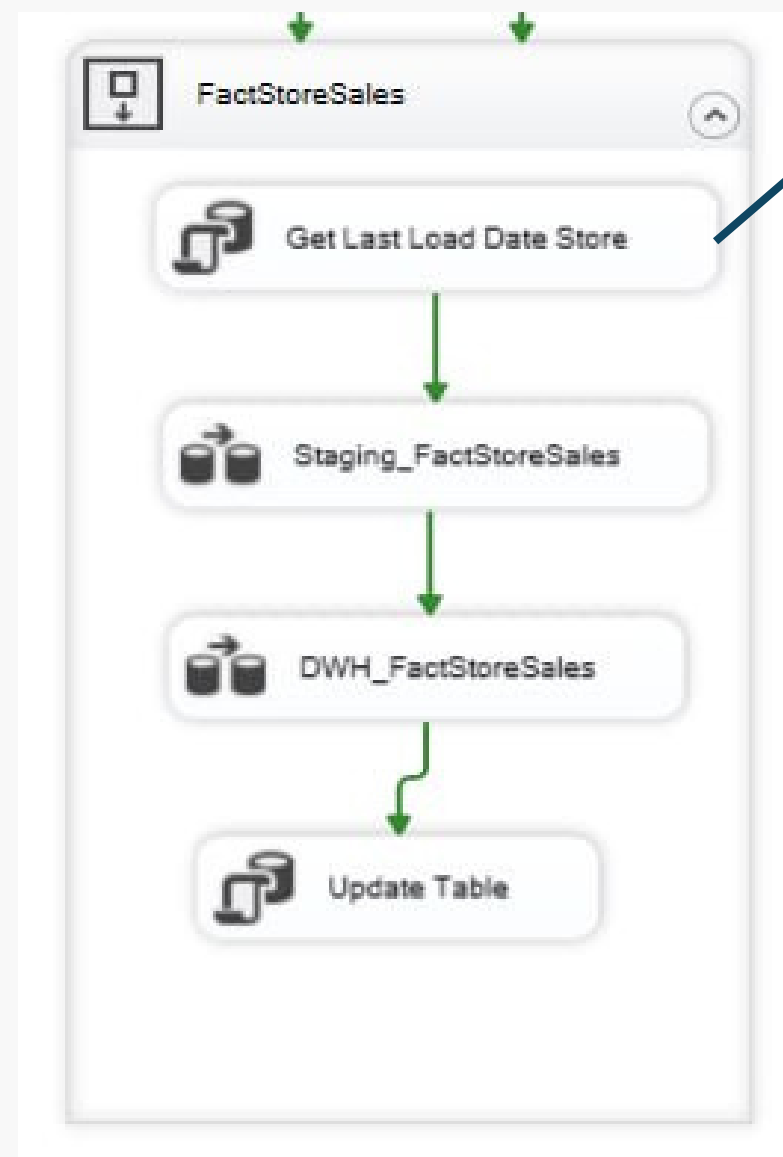 FactStoreSales
Get Last Load Date Store
Staging_FactStoreSales
DWH_FactStoreSales
Update Table